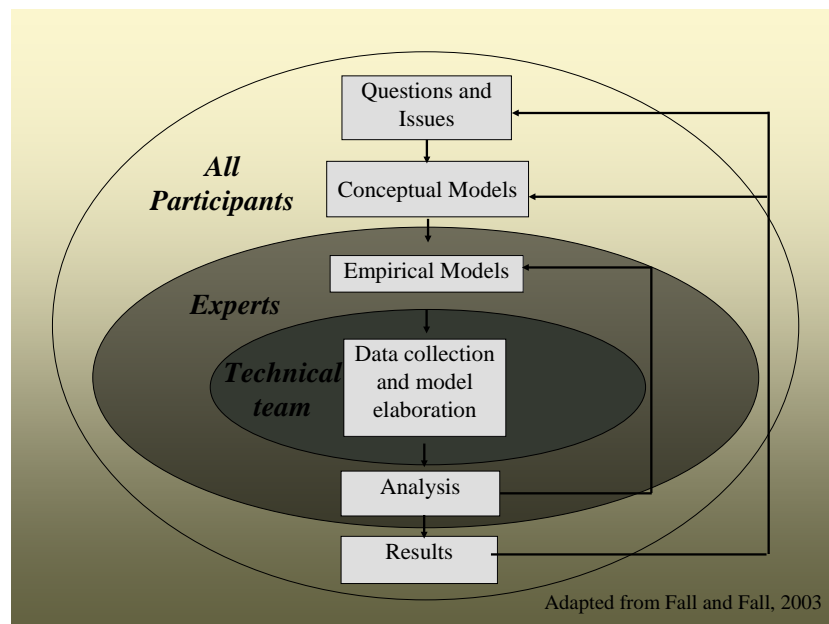 Questions and
Issues
All
Participants
Conceptual Models
Empirical Models
Experts
Data collection
and model
elaboration
Technical
team
Analysis
Results
Adapted from Fall and Fall, 2003